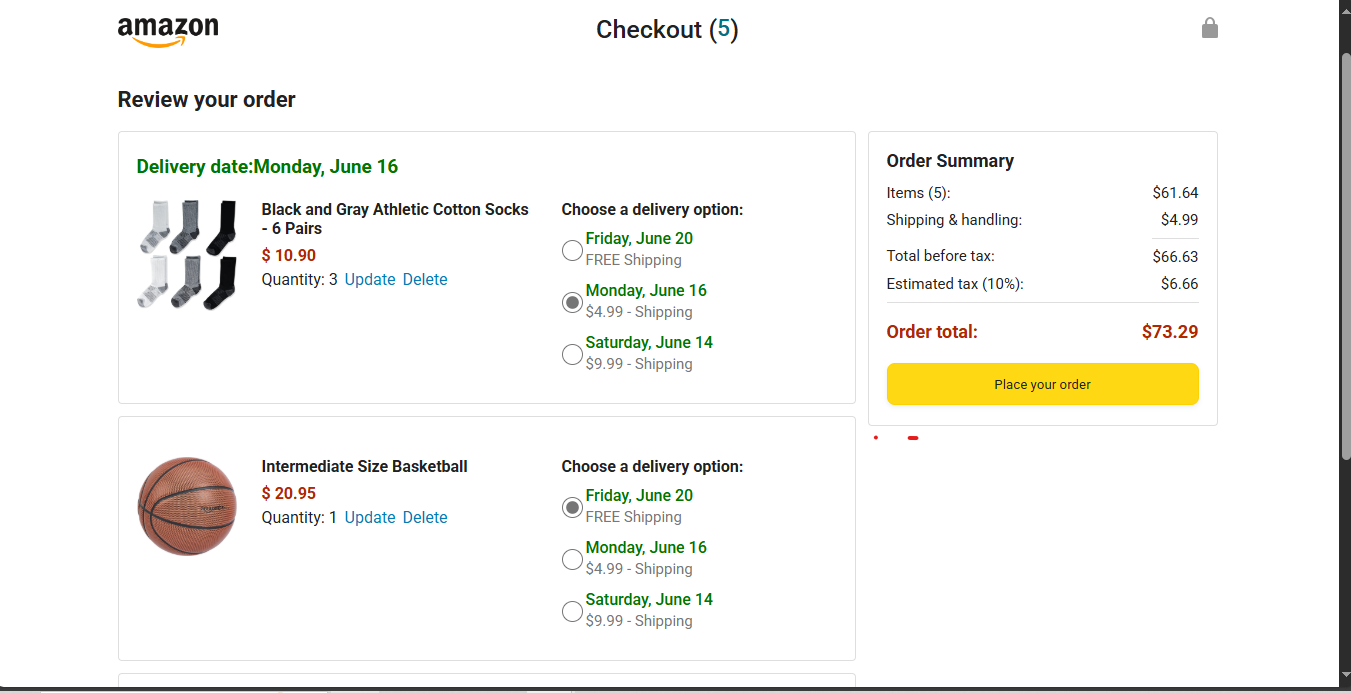 amazon
Checkout (5)
Review your order
Delivery date:Monday, June 16
Black and Gray Athletic Cotton Socks
- 6 Pairs
$ 10.90
Quantity: 3 Update Delete
Choose a delivery option:
Friday, June 20
FREE Shipping
Monday, June 16
$4.99 - Shipping
Saturday, June 14
$9.99 - Shipping
Intermediate Size Basketball
$ 20.95
Quantity: 1 Update Delete
Choose a delivery option:
Friday, June 20
FREE Shipping
Monday, June 16
$4.99 - Shipping
Saturday, June 14
$9.99 - Shipping
Order Summary
Items (5): $61.64
Shipping & handling: $4.99
Total before tax: $66.63
Estimated tax (10%): $6.66
Order total: $73.29
Place your order